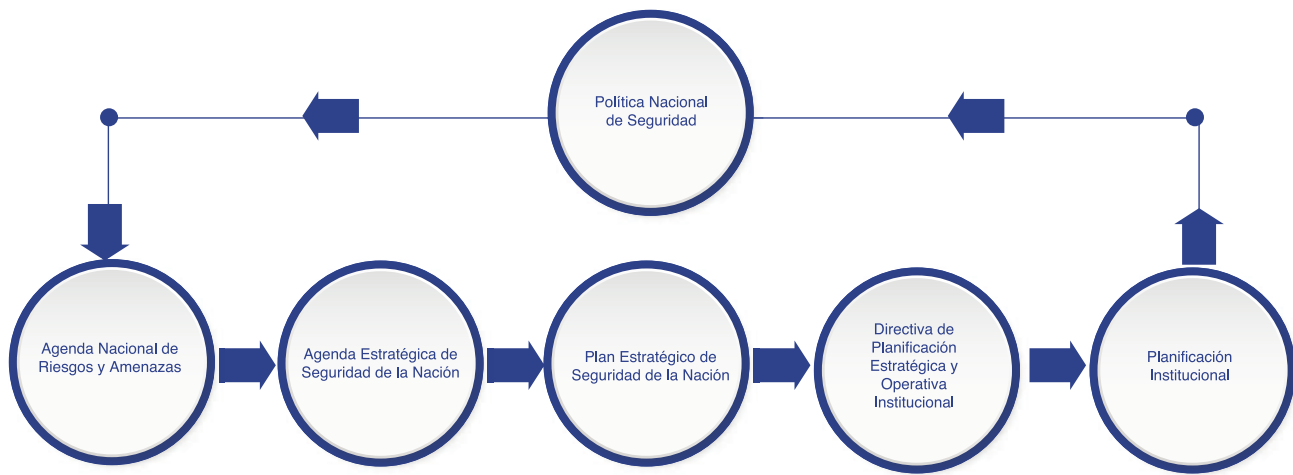 Política Nacional
de Seguridad
Agenda Nacional de
Riesgos y Amenazas
Agenda Estratégica de
Seguridad de la Nación
Plan Estratégico de
Seguridad de la Nación
Directiva de
Planificación
Estratégica y
Operativa
Institucional
Planificación
Institucional